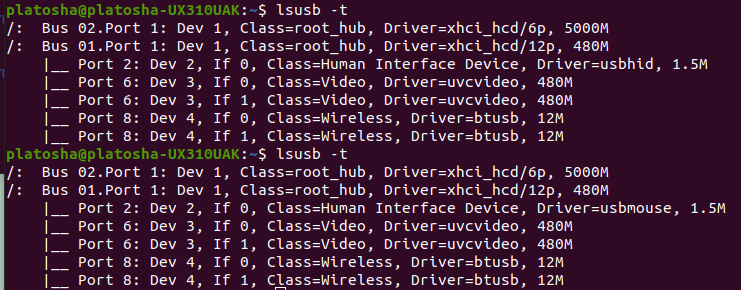 platosha@platosha-UX310UAK:~$ lsusb -t
/:  Bus 02.Port 1: Dev 1, Class=root_hub, Driver=xhci_hcd/6p, 5000M
/:  Bus 01.Port 1: Dev 1, Class=root_hub, Driver=xhci_hcd/12p, 480M
    |__ Port 2: Dev 2, If 0, Class=Human Interface Device, Driver=usbhid, 1.5M
    |__ Port 6: Dev 3, If 0, Class=Video, Driver=uvcvideo, 480M
    |__ Port 6: Dev 3, If 1, Class=Video, Driver=uvcvideo, 480M
    |__ Port 8: Dev 4, If 0, Class=Wireless, Driver=btusb, 12M
    |__ Port 8: Dev 4, If 1, Class=Wireless, Driver=btusb, 12M
platosha@platosha-UX310UAK:~$ lsusb -t
/:  Bus 02.Port 1: Dev 1, Class=root_hub, Driver=xhci_hcd/6p, 5000M
/:  Bus 01.Port 1: Dev 1, Class=root_hub, Driver=xhci_hcd/12p, 480M
    |__ Port 2: Dev 2, If 0, Class=Human Interface Device, Driver=usbmouse, 1.5M
    |__ Port 6: Dev 3, If 0, Class=Video, Driver=uvcvideo, 480M
    |__ Port 6: Dev 3, If 1, Class=Video, Driver=uvcvideo, 480M
    |__ Port 8: Dev 4, If 0, Class=Wireless, Driver=btusb, 12M
    |__ Port 8: Dev 4, If 1, Class=Wireless, Driver=btusb, 12M